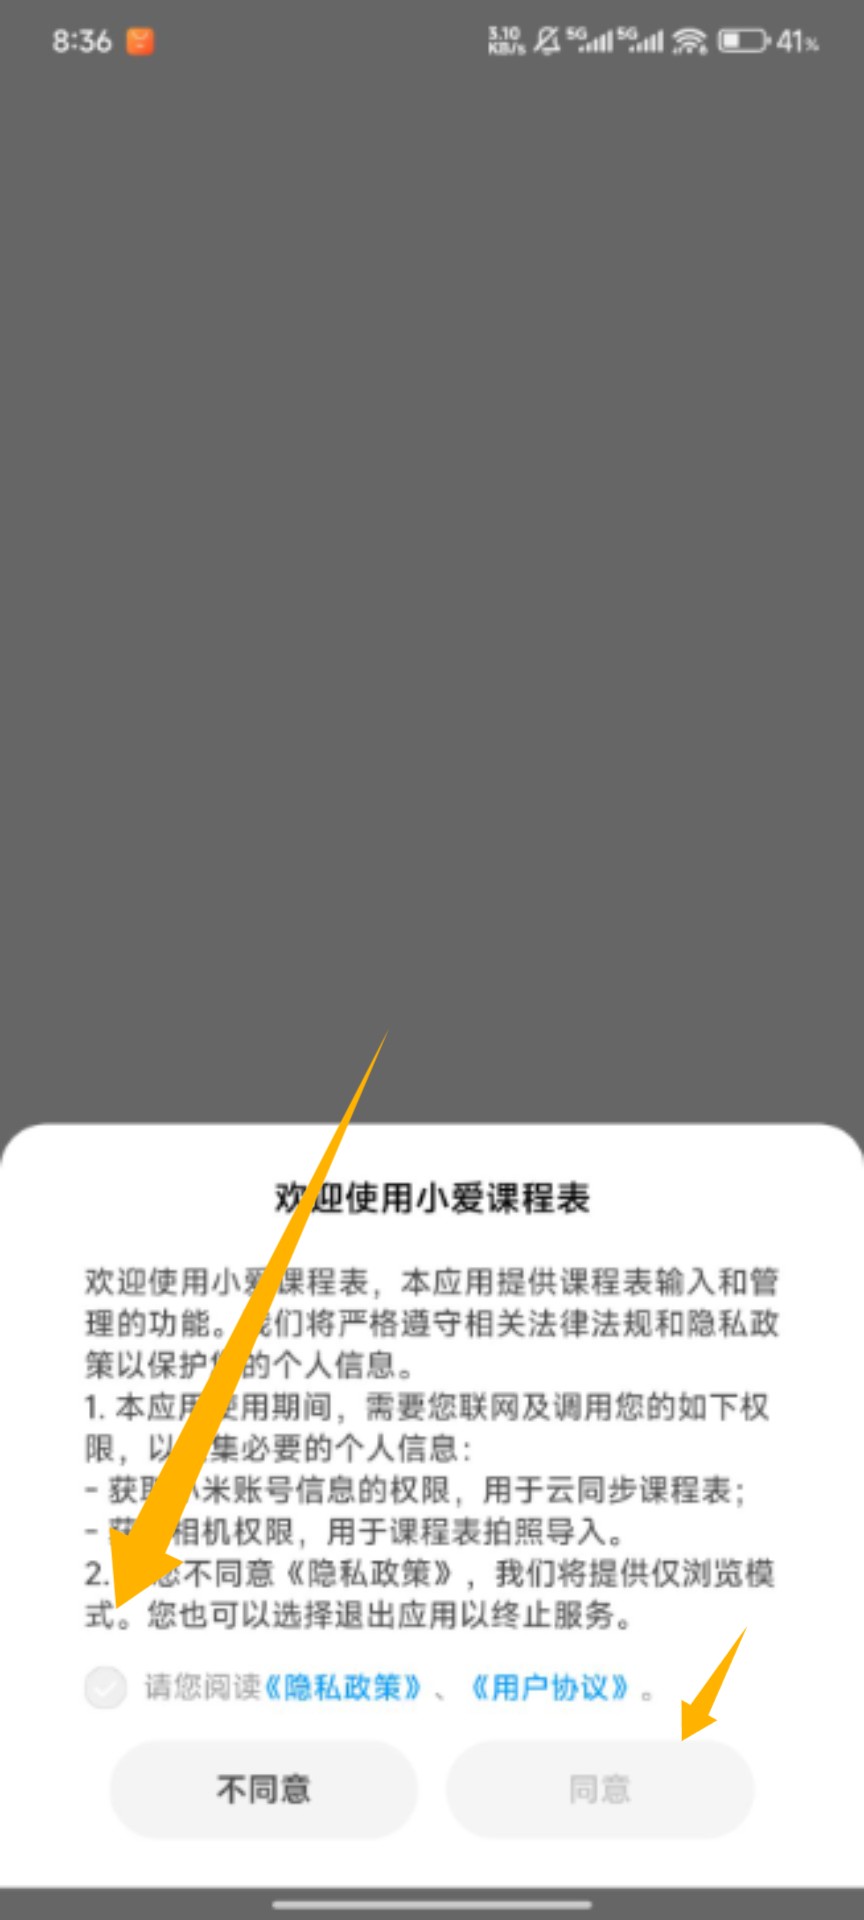 8:36
3.10 KB/s 5G 5G 41%
欢迎使用小爱课程表
欢迎使用小爱课程表，本应用提供课程表输入和管
理的功能。我们将严格遵守相关法律法规和隐私政
策以保护您的个人信息。
1. 本应用使用期间，需要您联网及调用您的如下权
限，以集必要的个人信息：
- 获取小米账号信息的权限，用于云同步课程表；
- 获相机权限，用于课程表拍照导入。
2. 您不同意《隐私政策》，我们将提供仅浏览模
式。您也可以选择退出应用以终止服务。
请您阅读《隐私政策》、《用户协议》。
不同意
同意